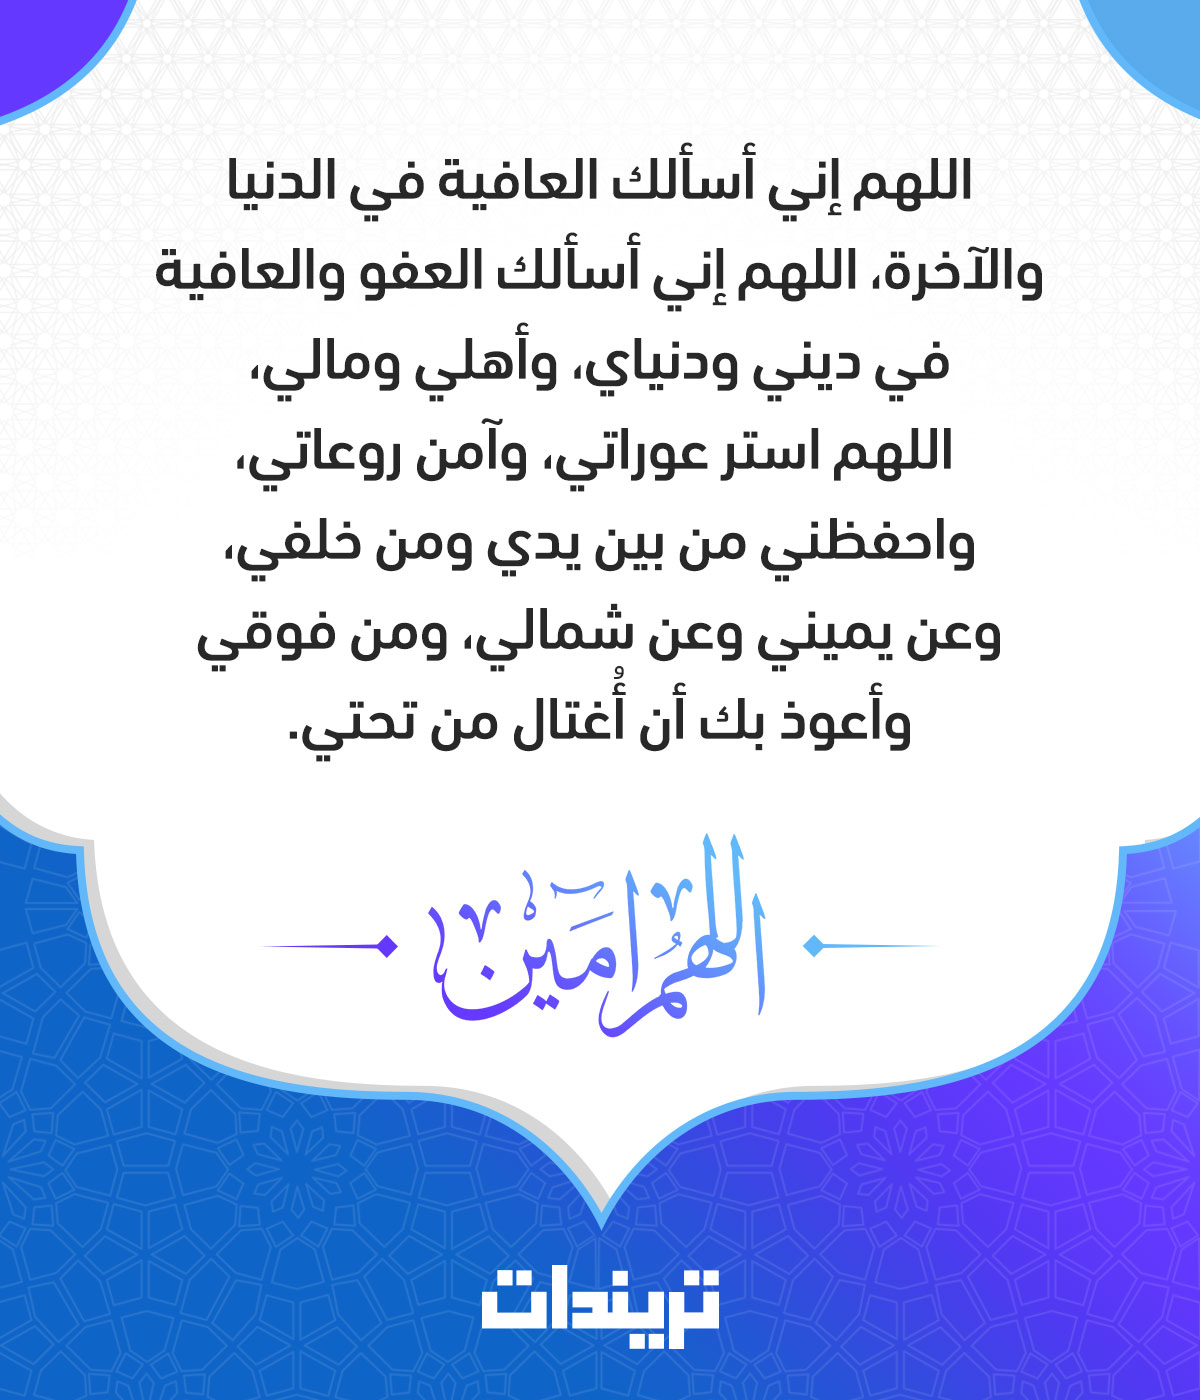 اللهم إني أسألك العافية في الدنيا
والآخرة، اللهم إني أسألك العفو والعافية
في ديني ودنياي، وأهلي ومالي،
اللهم استر عوراتي، وآمن روعاتي،
واحفظني من بين يدي ومن خلفي،
وعن يميني وعن شمالي، ومن فوقي
وأعوذ بك أن أُغتال من تحتي.
اللهم آمين
تريندات